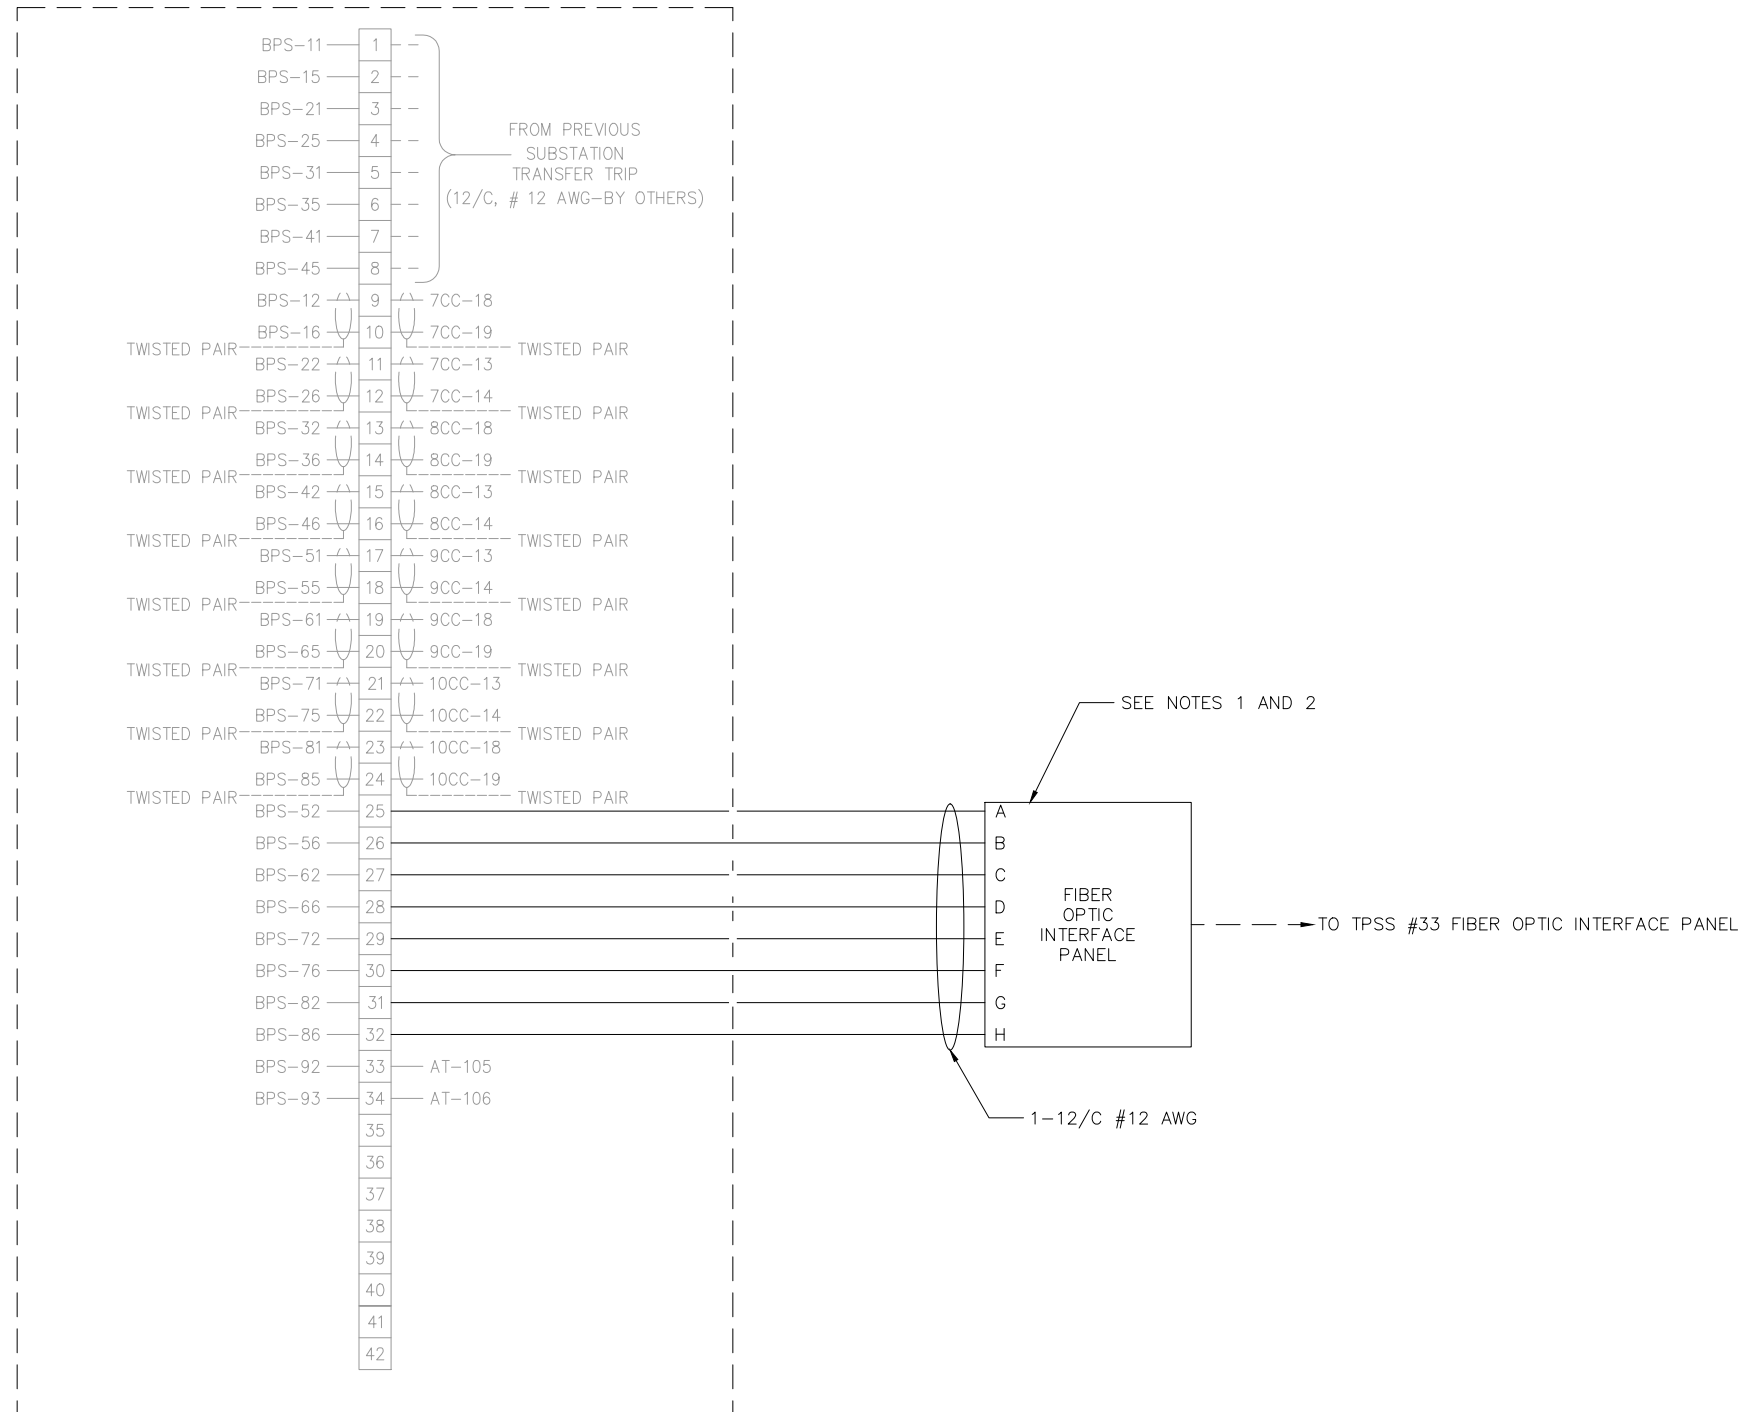 BPS-11 1
BPS-15 2
BPS-21 3
BPS-25 4
BPS-31 5
BPS-35 6
BPS-41 7
BPS-45 8
FROM PREVIOUS
SUBSTATION
TRANSFER TRIP
(12/C, # 12 AWG-BY OTHERS)
BPS-12 9 7CC-18
BPS-16 10 7CC-19
TWISTED PAIR TWISTED PAIR
BPS-22 11 7CC-13
BPS-26 12 7CC-14
TWISTED PAIR TWISTED PAIR
BPS-32 13 8CC-18
BPS-36 14 8CC-19
TWISTED PAIR TWISTED PAIR
BPS-42 15 8CC-13
BPS-46 16 8CC-14
TWISTED PAIR TWISTED PAIR
BPS-51 17 9CC-13
BPS-55 18 9CC-14
TWISTED PAIR TWISTED PAIR
BPS-61 19 9CC-18
BPS-65 20 9CC-19
TWISTED PAIR TWISTED PAIR
BPS-71 21 10CC-13
BPS-75 22 10CC-14
TWISTED PAIR TWISTED PAIR
BPS-81 23 10CC-18
BPS-85 24 10CC-19
TWISTED PAIR TWISTED PAIR
SEE NOTES 1 AND 2
BPS-52 25 A
BPS-56 26 B
BPS-62 27 C
BPS-66 28 D
BPS-72 29 E
BPS-76 30 F
BPS-82 31 G
BPS-86 32 H
FIBER
OPTIC
INTERFACE
PANEL
TO TPSS #33 FIBER OPTIC INTERFACE PANEL
BPS-92 33 AT-105
BPS-93 34 AT-106
1-12/C #12 AWG
35
36
37
38
39
40
41
42